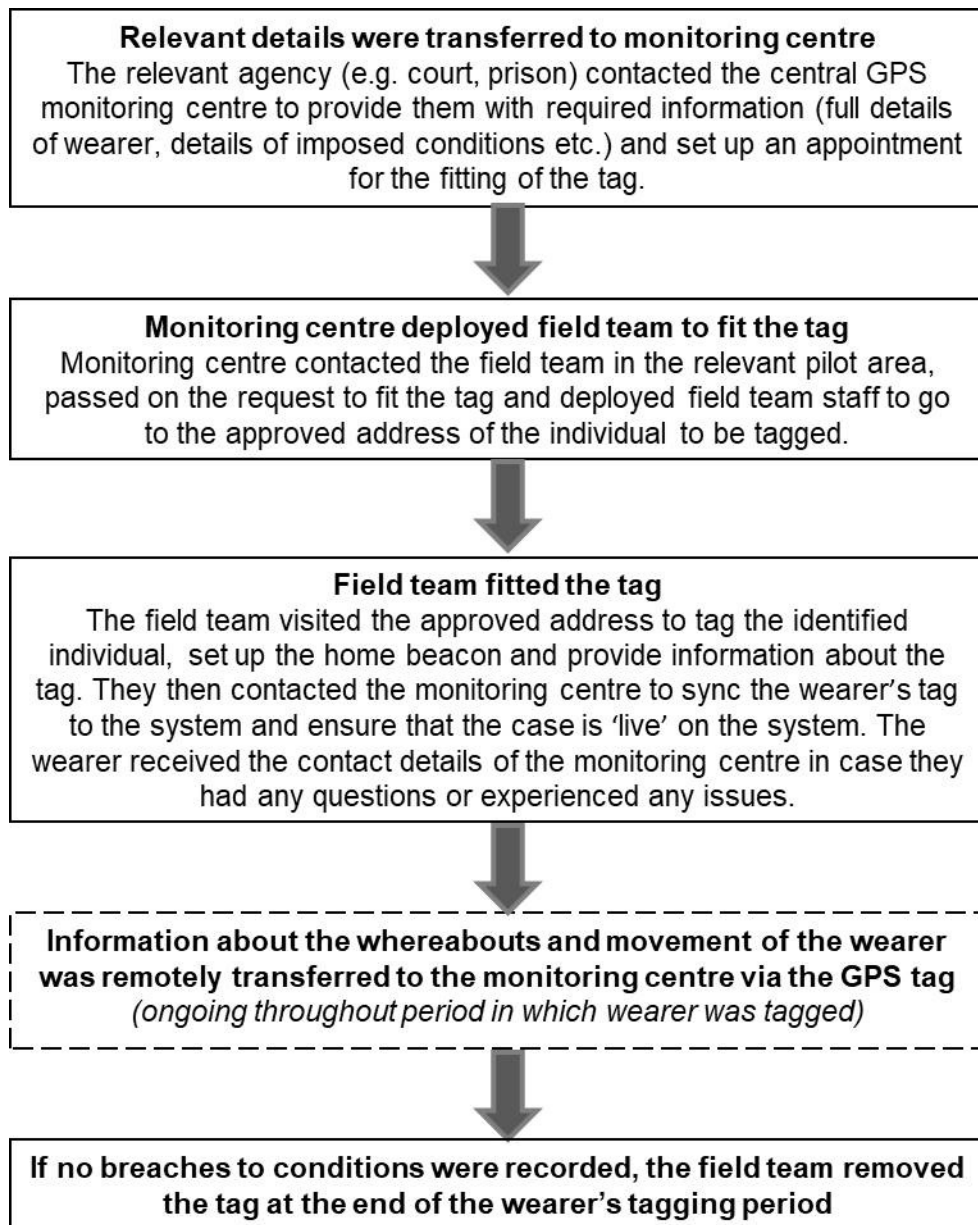 Relevant details were transferred to monitoring centre
The relevant agency (e.g. court, prison) contacted the central GPS
monitoring centre to provide them with required information (full details
of wearer, details of imposed conditions etc.) and set up an appointment
for the fitting of the tag.
Monitoring centre deployed field team to fit the tag
Monitoring centre contacted the field team in the relevant pilot area,
passed on the request to fit the tag and deployed field team staff to go
to the approved address of the individual to be tagged.
Field team fitted the tag
The field team visited the approved address to tag the identified
individual, set up the home beacon and provide information about the
tag. They then contacted the monitoring centre to sync the wearer’s tag
to the system and ensure that the case is ‘live’ on the system. The
wearer received the contact details of the monitoring centre in case they
had any questions or experienced any issues.
Information about the whereabouts and movement of the wearer
was remotely transferred to the monitoring centre via the GPS tag
(ongoing throughout period in which wearer was tagged)
If no breaches to conditions were recorded, the field team removed
the tag at the end of the wearer’s tagging period